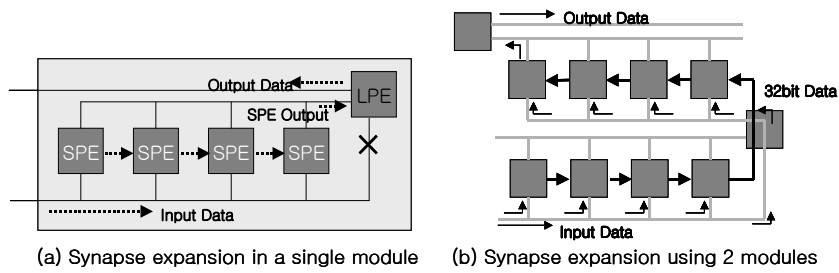 Output Data
LPE
SPE Output
SPE SPE SPE SPE
Input Data
(a) Synapse expansion in a single module
Output Data
32bit Data
Input Data
(b) Synapse expansion using 2 modules